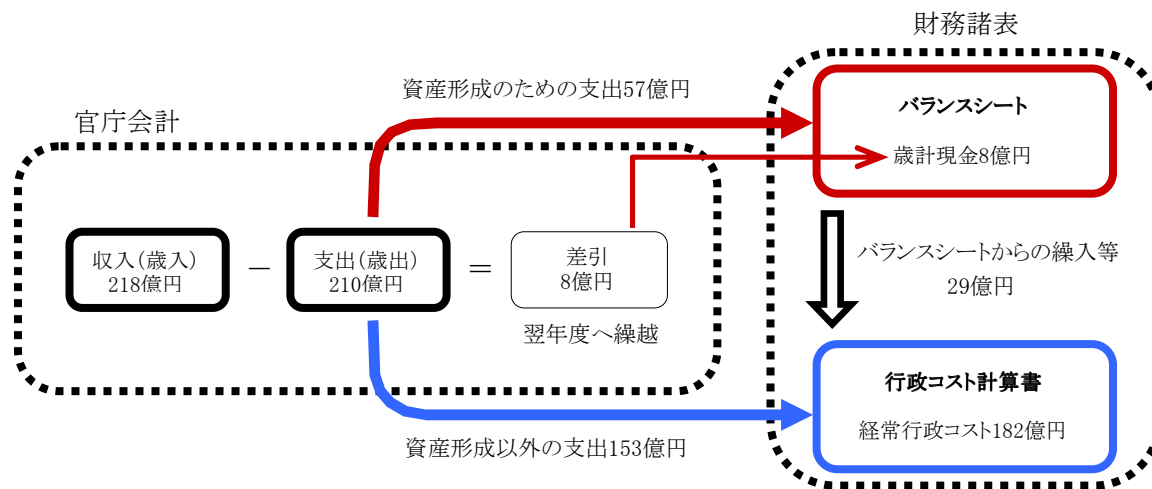 財務諸表
資産形成のための支出57億円
官庁会計
バランスシート
歳計現金8億円
収入(歳入)
218億円
−
支出(歳出)
210億円
=
差引
8億円
翌年度へ繰越
バランスシートからの繰入等
29億円
行政コスト計算書
経常行政コスト182億円
資産形成以外の支出153億円